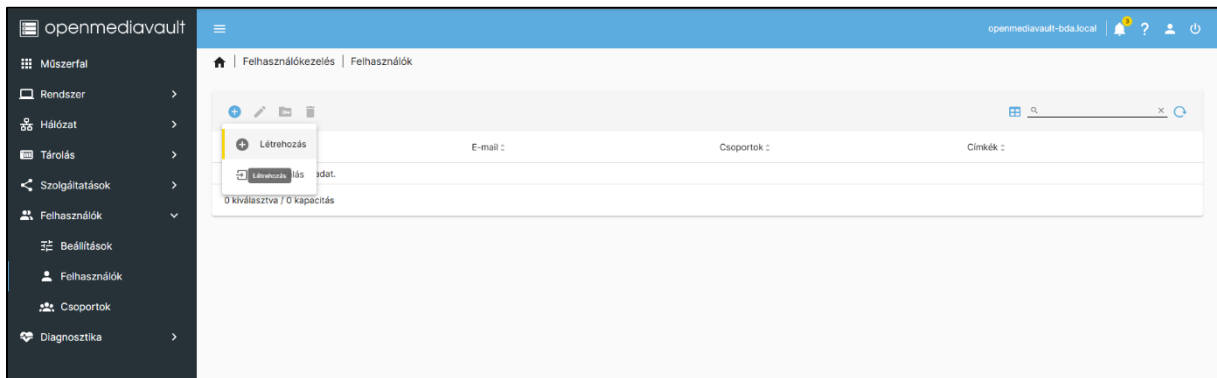 openmediavault
openmediavault-bda.local
3
?
Műszerfal
Rendszer
Hálózat
Tárolás
Szolgáltatások
Felhasználók
Beállítások
Felhasználók
Csoportok
Diagnosztika
Felhasználókezelés | Felhasználók
Létrehozás
Létrehozás
lás
E-mail
Csoportok
Címkék
adat.
0 kiválasztva / 0 kapacitás